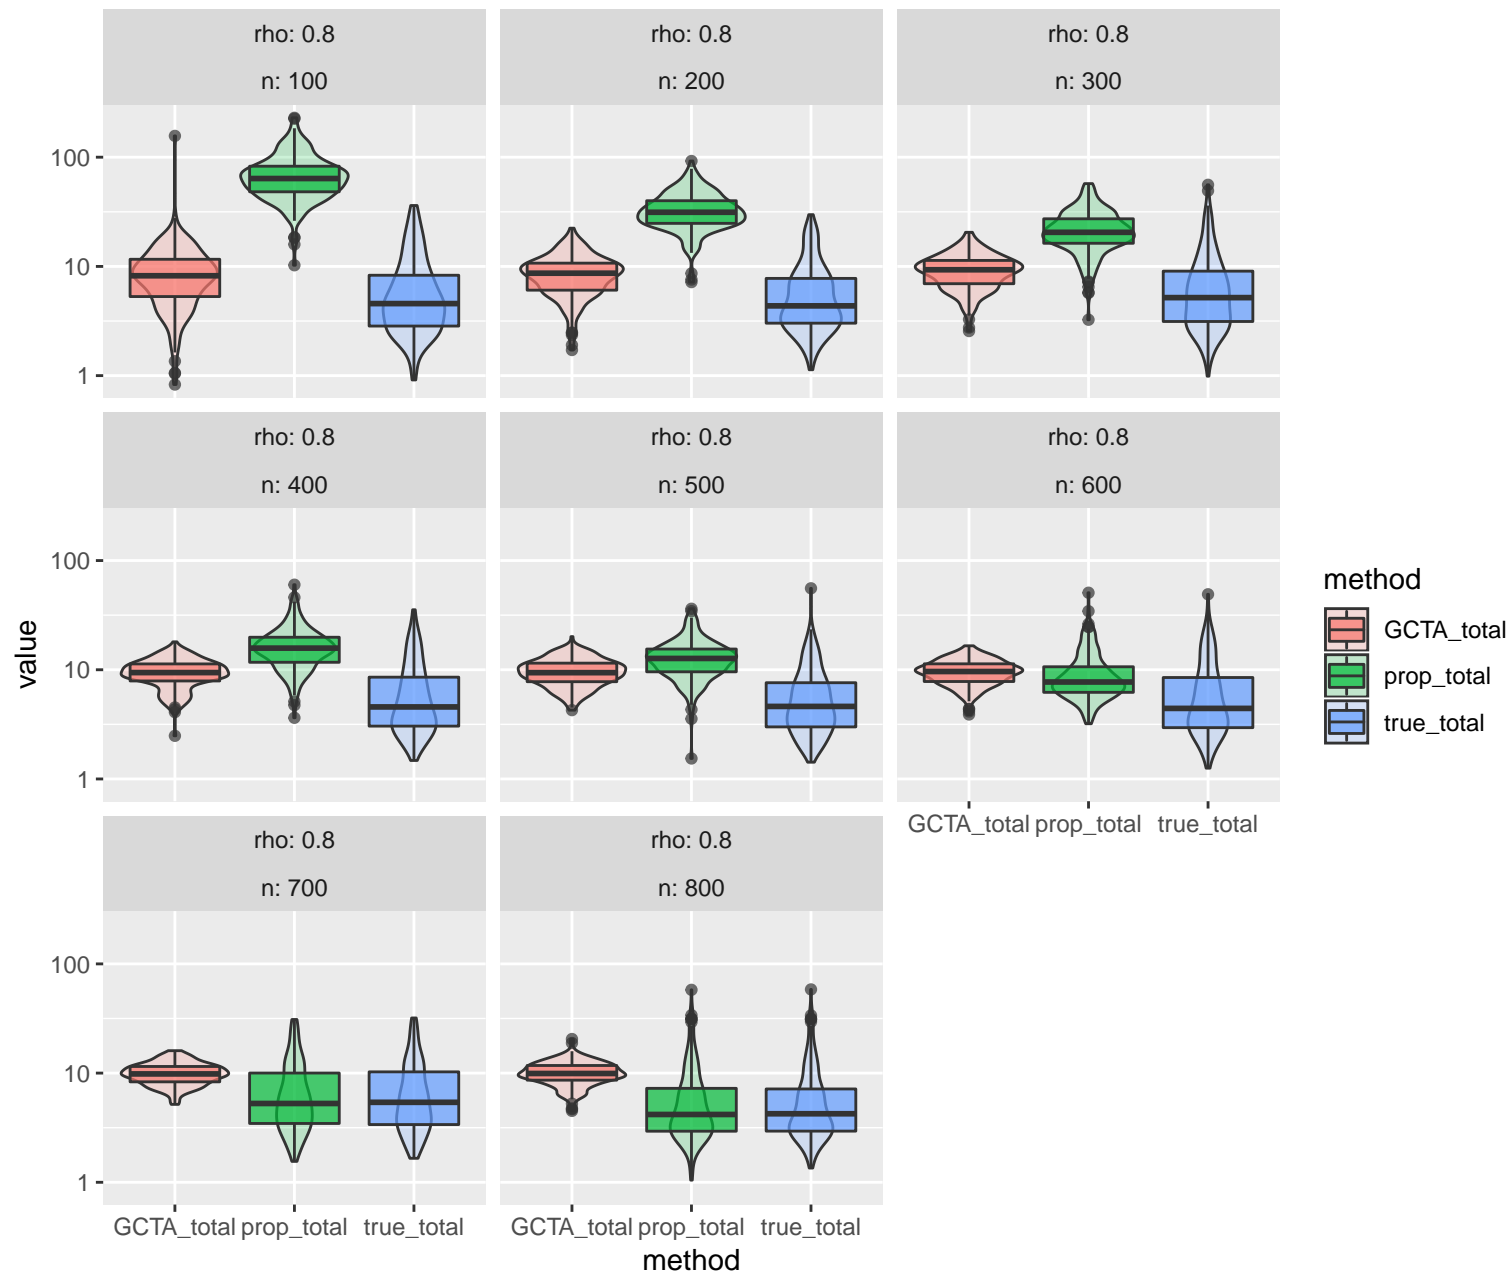 rho: 0.8
rho: 0.8
rho: 0.8
n: 100
n: 200
n: 300
100
10
1
rho: 0.8
rho: 0.8
rho: 0.8
n: 400
n: 500
n: 600
100
10
1
value
GCTA_total prop_total true_total
rho: 0.8
rho: 0.8
n: 700
n: 800
100
10
1
GCTA_total prop_total true_total
GCTA_total prop_total true_total
method
method
GCTA_total
prop_total
true_total